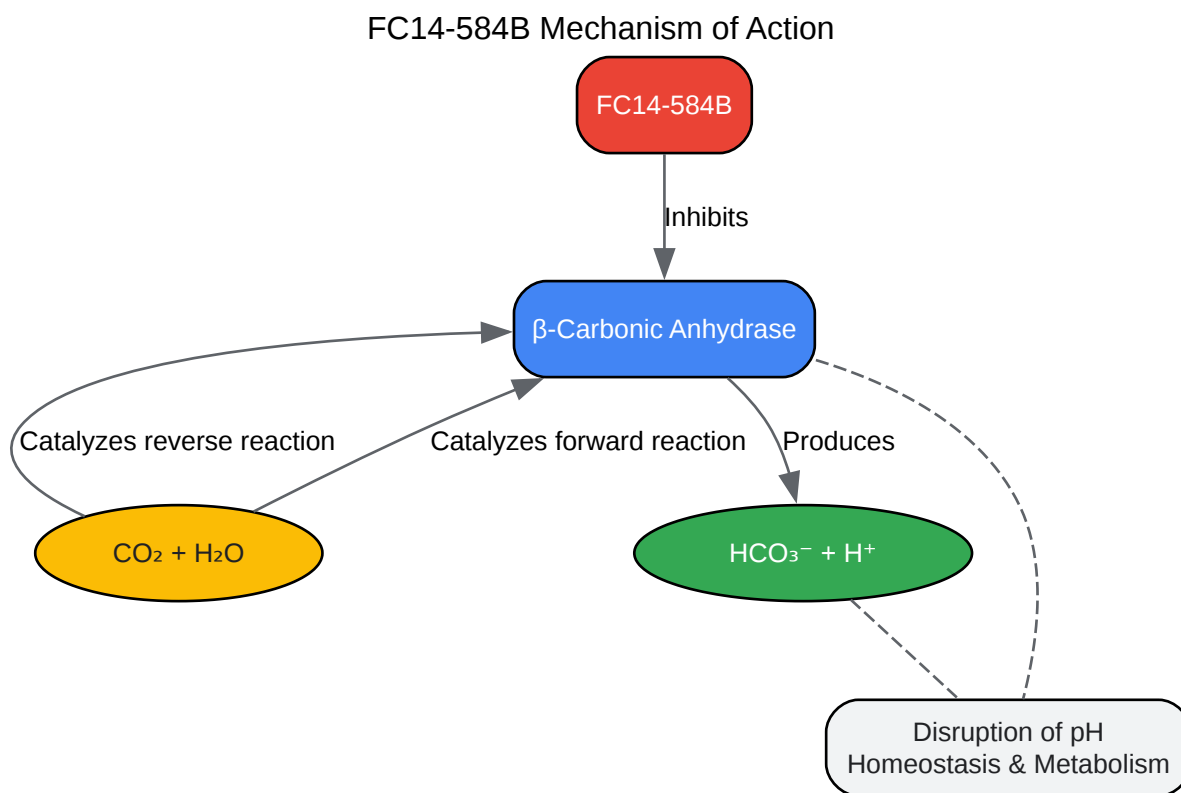 FC14-584B Mechanism of Action
FC14-584B
Inhibits
β-Carbonic Anhydrase
Catalyzes reverse reaction
Catalyzes forward reaction
Produces
CO₂ + H₂O
HCO₃⁻ + H⁺
Disruption of pH
Homeostasis & Metabolism